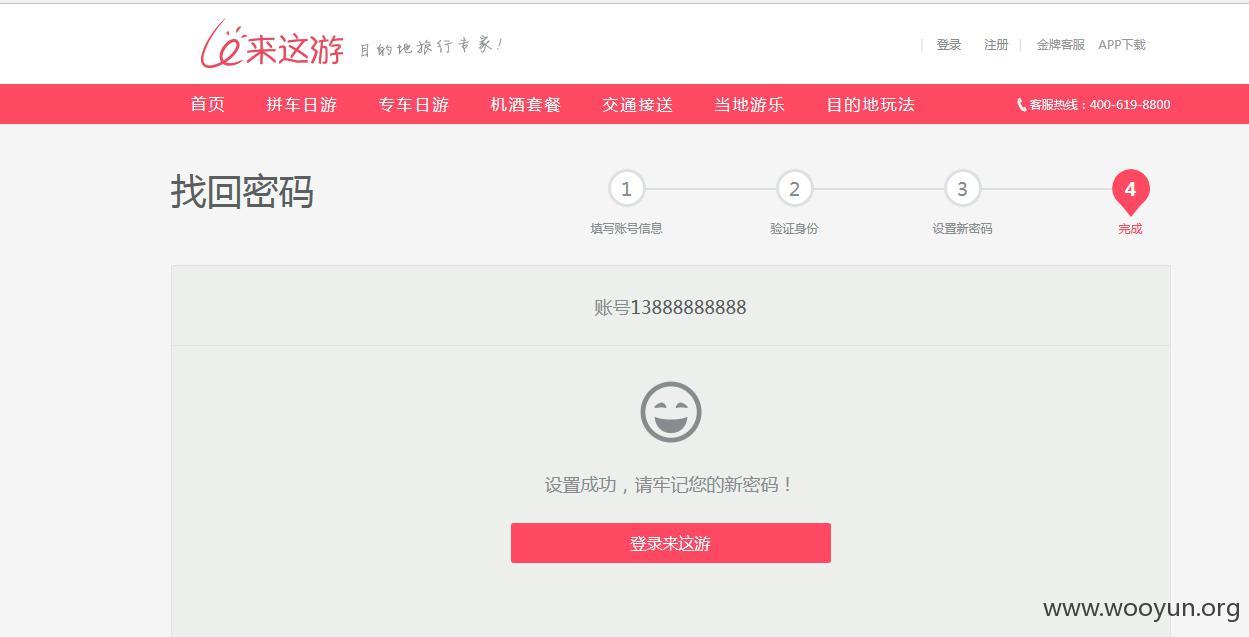 来这游 目的地旅行专家!
登录 注册 金牌客服 APP下载
首页 拼车日游 专车日游 机酒套餐 交通接送 当地游乐 目的地玩法 客服热线：400-619-8800
找回密码
1 2 3 4
填写账号信息 验证身份 设置新密码 完成
账号13888888888
设置成功，请牢记您的新密码！
登录来这游
www.wooyun.org